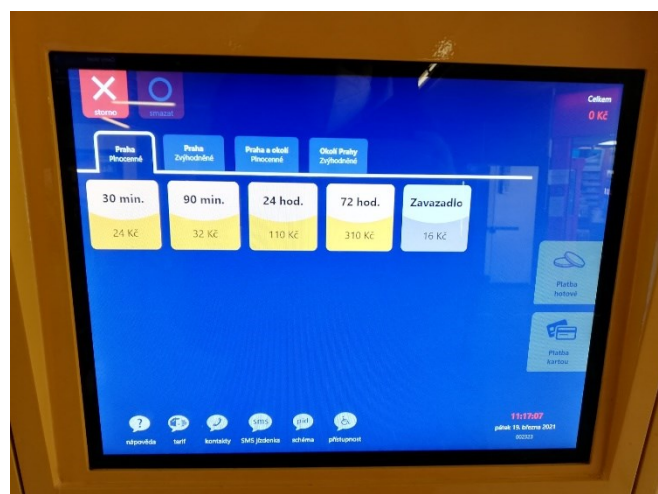 storno
smazat
Celkem
0 Kč
Praha
Plnocenné
Praha
Zvýhodněné
Praha a okolí
Plnocenné
Okolí Prahy
Zvýhodněné
30 min.
24 Kč
90 min.
32 Kč
24 hod.
110 Kč
72 hod.
310 Kč
Zavazadlo
16 Kč
Platba
hotově
Platba
kartou
?
nápověda
tarif
kontakty
sms
SMS jízdenka
pid
schéma
přístupnost
11:17:07
pátek 19. března 2021